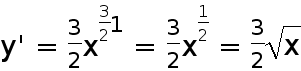 y' = 3/2 x^(3/2 1) = 3/2 x^(1/2) = 3/2 √x